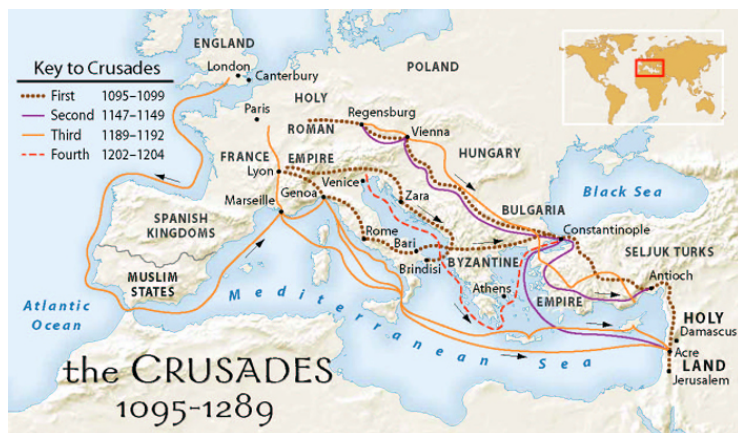 Key to Crusades
First 1095–1099
Second 1147–1149
Third 1189–1192
Fourth 1202–1204
ENGLAND
London
Canterbury
POLAND
Paris
HOLY
ROMAN
EMPIRE
Regensburg
Vienna
HUNGARY
FRANCE
Lyon
Venice
Genoa
Zara
Marseille
Black Sea
BULGARIA
Constantinople
SPANISH
KINGDOMS
Rome
Bari
Brindisi
BYZANTINE
EMPIRE
SELJUK TURKS
Antioch
MUSLIM
STATES
Athens
Atlantic
Ocean
Mediterranean Sea
HOLY
LAND
Damascus
Acre
Jerusalem
the CRUSADES
1095-1289